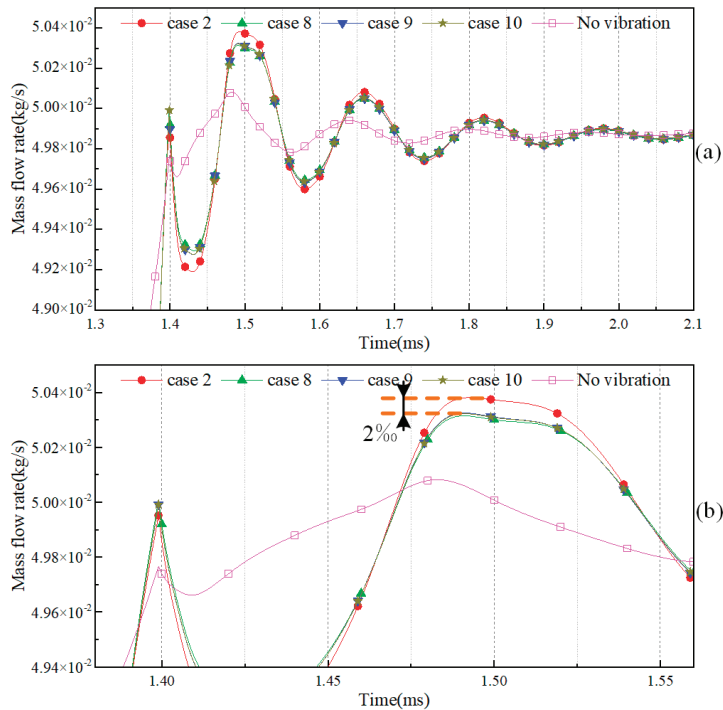 case 2 case 8 case 9 case 10 No vibration
5.04×10⁻²
5.02×10⁻²
5.00×10⁻²
4.98×10⁻²
4.96×10⁻²
4.94×10⁻²
4.92×10⁻²
4.90×10⁻²
Mass flow rate(kg/s)
(a)
1.3 1.4 1.5 1.6 1.7 1.8 1.9 2.0 2.1
Time(ms)
case 2 case 8 case 9 case 10 No vibration
5.04×10⁻²
5.02×10⁻²
5.00×10⁻²
4.98×10⁻²
4.96×10⁻²
4.94×10⁻²
Mass flow rate(kg/s)
2‰
(b)
1.40 1.45 1.50 1.55
Time(ms)